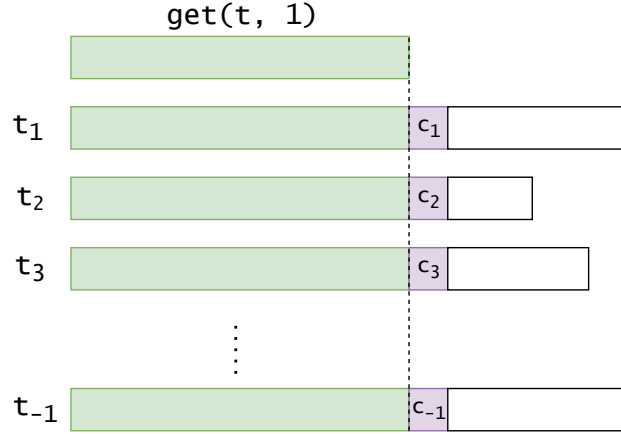 get(t, 1)
t₁ c₁
t₂ c₂
t₃ c₃
t₋₁ c₋₁